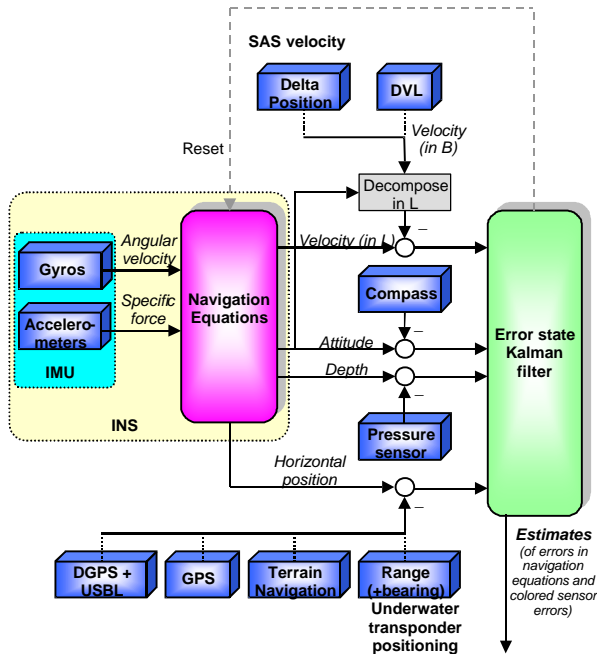 SAS velocity
Delta
Position
DVL
Velocity
(in B)
Reset
Decompose
in L
–
Velocity (in L)
Angular
velocity
Gyros
Navigation
Equations
Compass
–
Specific
force
Accelero-
meters
Attitude
Error state
Kalman
filter
IMU
Depth
–
INS
Pressure
sensor
Horizontal
position
–
Estimates
(of errors in
navigation
equations and
colored sensor
errors)
DGPS +
USBL
GPS
Terrain
Navigation
Range
(+bearing)
Underwater
transponder
positioning